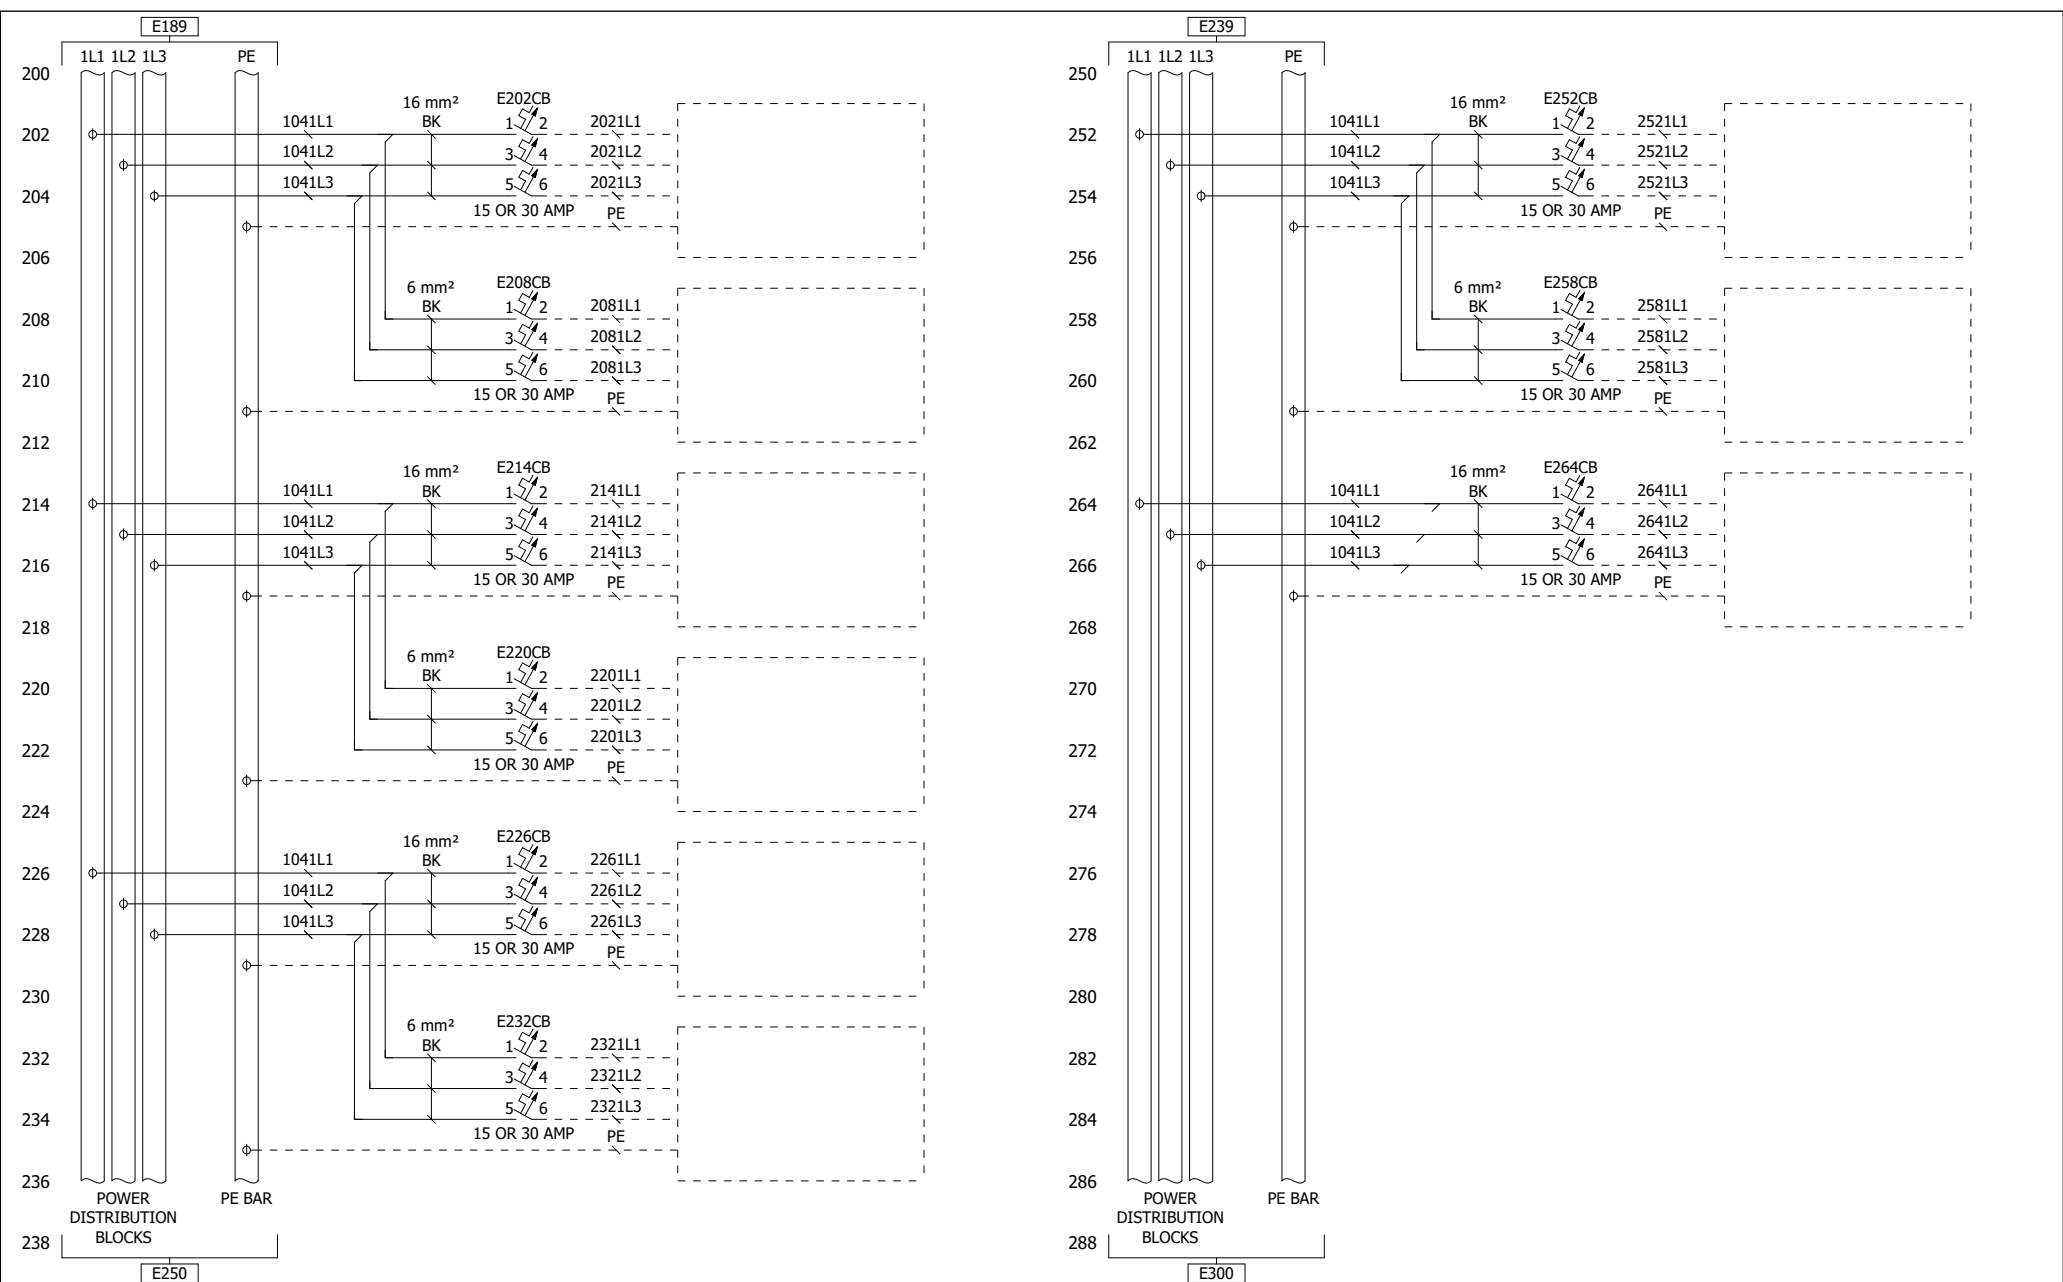 E189
1L1 1L2 1L3 PE
200
16 mm² E202CB
1041L1 BK 1 2 2021L1
202
1041L2 3 4 2021L2
1041L3 5 6 2021L3
204
15 OR 30 AMP PE
206
6 mm² E208CB
BK 1 2 2081L1
208
3 4 2081L2
5 6 2081L3
210
15 OR 30 AMP PE
212
16 mm² E214CB
1041L1 BK 1 2 2141L1
214
1041L2 3 4 2141L2
1041L3 5 6 2141L3
216
15 OR 30 AMP PE
218
6 mm² E220CB
BK 1 2 2201L1
220
3 4 2201L2
5 6 2201L3
222
15 OR 30 AMP PE
224
16 mm² E226CB
1041L1 BK 1 2 2261L1
226
1041L2 3 4 2261L2
1041L3 5 6 2261L3
228
15 OR 30 AMP PE
230
6 mm² E232CB
BK 1 2 2321L1
232
3 4 2321L2
5 6 2321L3
234
15 OR 30 AMP PE
236
POWER PE BAR
DISTRIBUTION
BLOCKS
238
E250
E239
1L1 1L2 1L3 PE
250
16 mm² E252CB
1041L1 BK 1 2 2521L1
252
1041L2 3 4 2521L2
1041L3 5 6 2521L3
254
15 OR 30 AMP PE
256
6 mm² E258CB
BK 1 2 2581L1
258
3 4 2581L2
5 6 2581L3
260
15 OR 30 AMP PE
262
16 mm² E264CB
1041L1 BK 1 2 2641L1
264
1041L2 3 4 2641L2
1041L3 5 6 2641L3
266
15 OR 30 AMP PE
268
270
272
274
276
278
280
282
284
286
POWER PE BAR
DISTRIBUTION
BLOCKS
288
E300